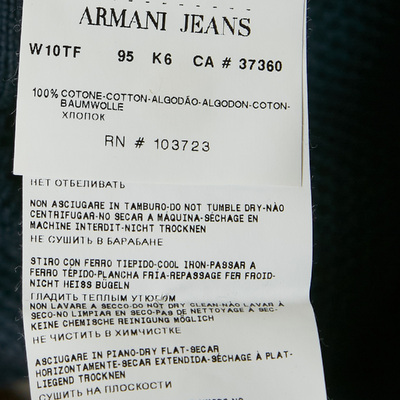 ARMANI JEANS
W10TF 95 K6 CA # 37360
100% COTONE-COTTON-ALGODÃO-ALGODON-COTON-
BAUMWOLLE
ХЛОПОК
RN # 103723
НЕ ОТБЕЛИВАТЬ
NON ASCIUGARE IN TAMBURO-DO NOT TUMBLE DRY-NÃO
CENTRIFUGAR-NO SECAR A MAQUINA-SÈCHAGE EN
MACHINE INTERDIT-NICHT TROCKNEN
НЕ СУШИТЬ В БАРАБАНЕ
STIRO CON FERRO TIEPIDO-COOL IRON-PASSAR A
FERRO TÉPIDO-PLANCHA FRIA-REPASSAGE FER FROID-
NICHT HEISS BÜGELN
ГЛАДИТЬ ТЕПЛЫМ УТЮГОМ
NON LAVARE A SECCO-DO NOT DRY CLEAN-NÃO LAVAR À
SECO-NO LIMPIAR EN SECO-PAS DE NETTOYAGE A SEC-
KEINE CHEMISCHE REINIGUNG MÖGLICH
НЕ ЧИСТИТЬ В ХИМЧИСТКЕ
ASCIUGARE IN PIANO-DRY FLAT-SECAR
HORIZONTAMENTE-SECAR EXTENDIDA-SÉCHAGE À PLAT-
LIEGEND TROCKNEN
СУШИТЬ НА ПЛОСКОСТИ